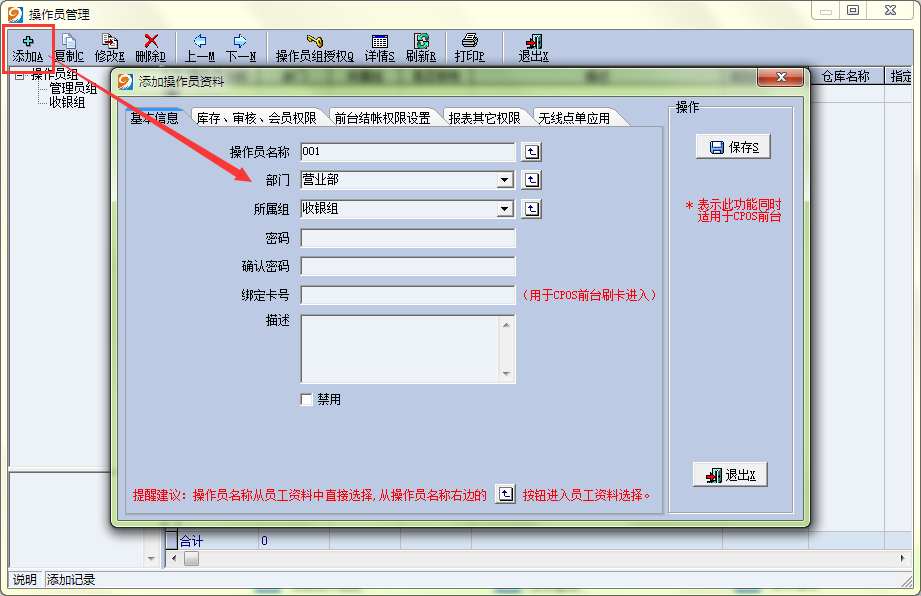 操作员管理
添加A 复制C 修改E 删除D 上一M 下一N 操作员组授权Q 详情S 刷新R 打印P 退出X
操作员组
管理员组
收银组
仓库名称 指定
添加操作员资料
基本信息 库存、审核、会员权限 前台结帐权限设置 报表其它权限 无线点单应用
操作
操作员名称 001
保存S
部门 营业部
所属组 收银组
* 表示此功能同时
适用于CPOS前台
密码
确认密码
绑定卡号 (用于CPOS前台刷卡进入)
描述
禁用
退出X
提醒建议: 操作员名称从员工资料中直接选择,从操作员名称右边的 按钮进入员工资料选择。
合计 0
说明 添加记录